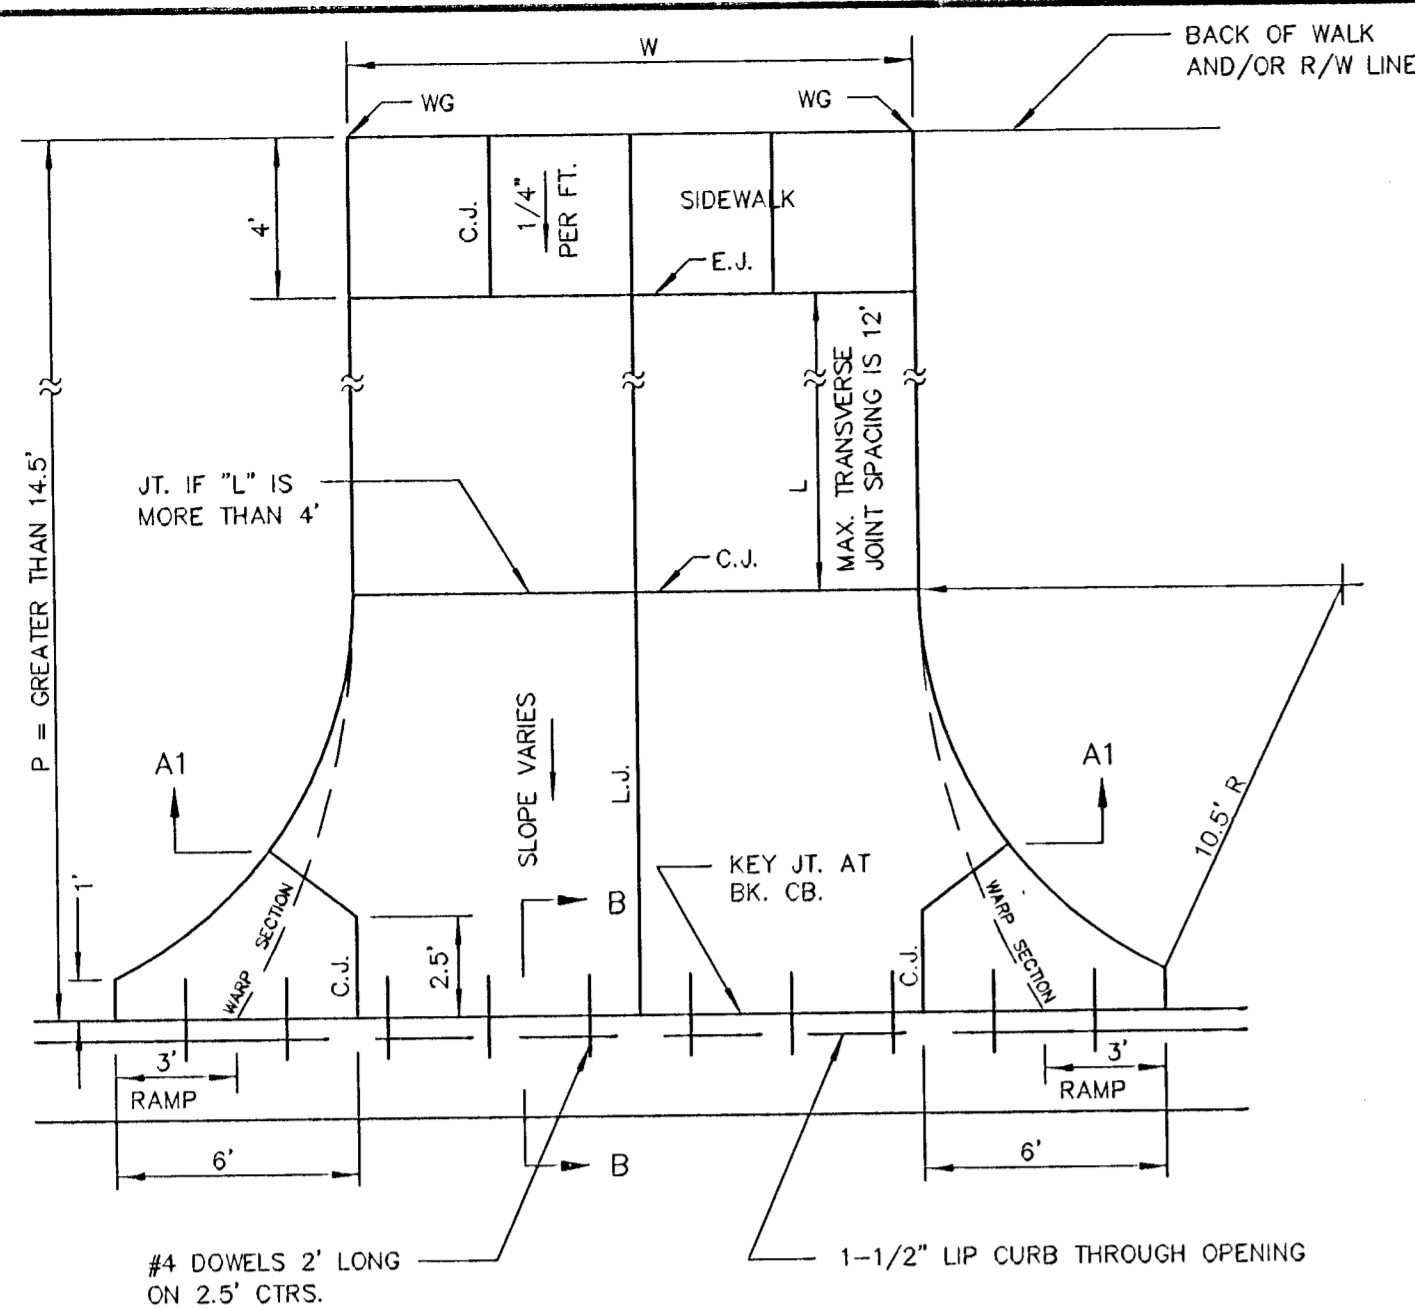 W
BACK OF WALK
AND/OR R/W LINE
WG
WG
4'
C.J.
1/4"
PER FT.
SIDEWALK
E.J.
P = GREATER THAN 14.5'
JT. IF "L" IS
MORE THAN 4'
L
MAX. TRANSVERSE
JOINT SPACING IS 12'
C.J.
A1
A1
SLOPE VARIES
L.J.
10.5' R
KEY JT. AT
BK. CB.
1'
WARP SECTION
C.J.
2.5'
B
C.J.
WARP SECTION
3'
RAMP
3'
RAMP
6'
B
6'
#4 DOWELS 2' LONG
ON 2.5' CTRS.
1-1/2" LIP CURB THROUGH OPENING